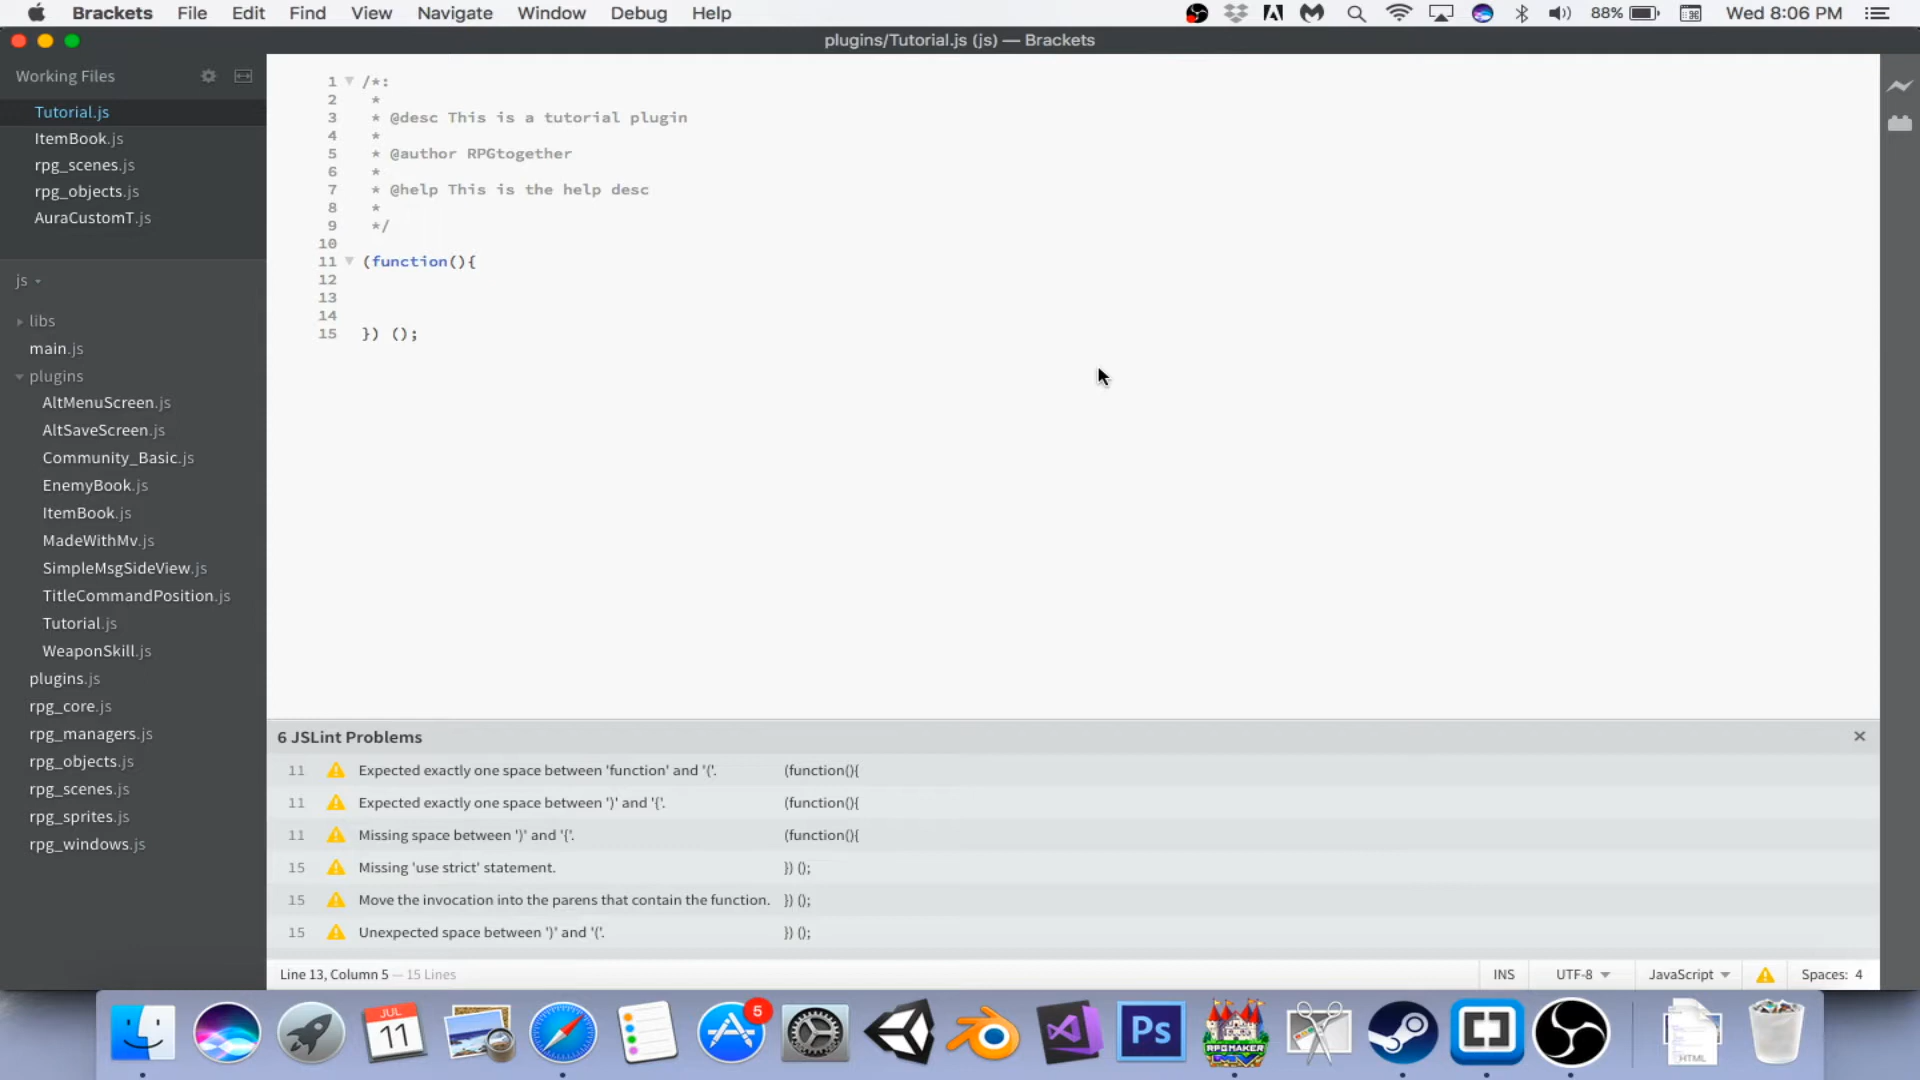 Brackets File Edit Find View Navigate Window Debug Help 88% Wed 8:06 PM
plugins/Tutorial.js (js) — Brackets
Working Files
Tutorial.js
ItemBook.js
rpg_scenes.js
rpg_objects.js
AuraCustomT.js
js
libs
main.js
plugins
AltMenuScreen.js
AltSaveScreen.js
Community_Basic.js
EnemyBook.js
ItemBook.js
MadeWithMv.js
SimpleMsgSideView.js
TitleCommandPosition.js
Tutorial.js
WeaponSkill.js
plugins.js
rpg_core.js
rpg_managers.js
rpg_objects.js
rpg_scenes.js
rpg_sprites.js
rpg_windows.js
1 /*:
2 *
3 * @desc This is a tutorial plugin
4 *
5 * @author RPGtogether
6 *
7 * @help This is the help desc
8 *
9 */
10
11 (function(){
12
13
14
15 }) ();
6 JSLint Problems
11 Expected exactly one space between 'function' and '('. (function(){
11 Expected exactly one space between ')' and '{'. (function(){
11 Missing space between ')' and '{'. (function(){
15 Missing 'use strict' statement. }) ();
15 Move the invocation into the parens that contain the function. }) ();
15 Unexpected space between ')' and '('. }) ();
Line 13, Column 5 — 15 Lines INS UTF-8 JavaScript Spaces: 4
JUL
11
5
Ps
RPGMAKER
MV
HTML